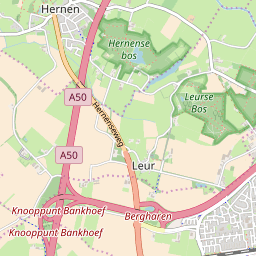 Hernen
Hernense
bos
A50
Leurse
Bos
Hernenseweg
A50
Leur
Knooppunt Bankhoef
Bergharen
Knooppunt Bankhoef